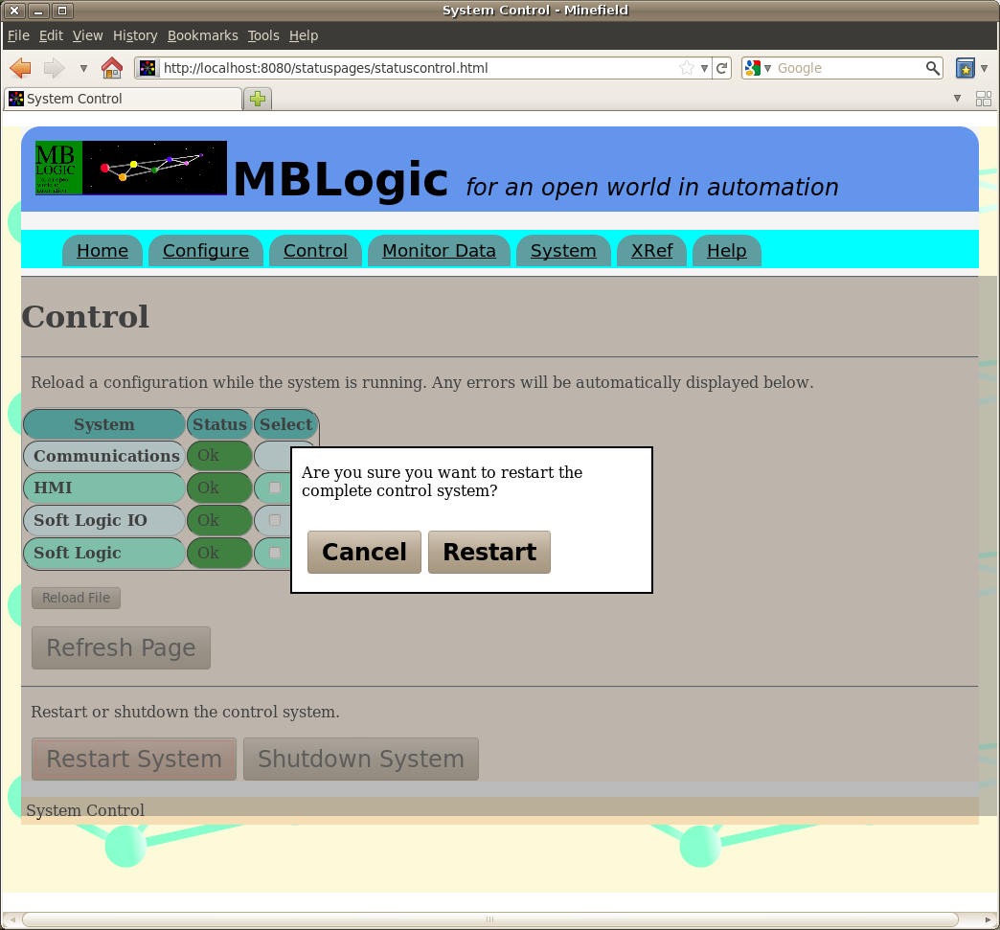 System Control - Minefield
File Edit View History Bookmarks Tools Help
http://localhost:8080/statuspages/statuscontrol.html
Google
System Control
MB
LOGIC
MBLogic for an open world in automation
Home Configure Control Monitor Data System XRef Help
Control
Reload a configuration while the system is running. Any errors will be automatically displayed below.
System Status Select
Communications Ok
HMI Ok
Soft Logic IO Ok
Soft Logic Ok
Are you sure you want to restart the
complete control system?
Cancel Restart
Reload File
Refresh Page
Restart or shutdown the control system.
Restart System Shutdown System
System Control